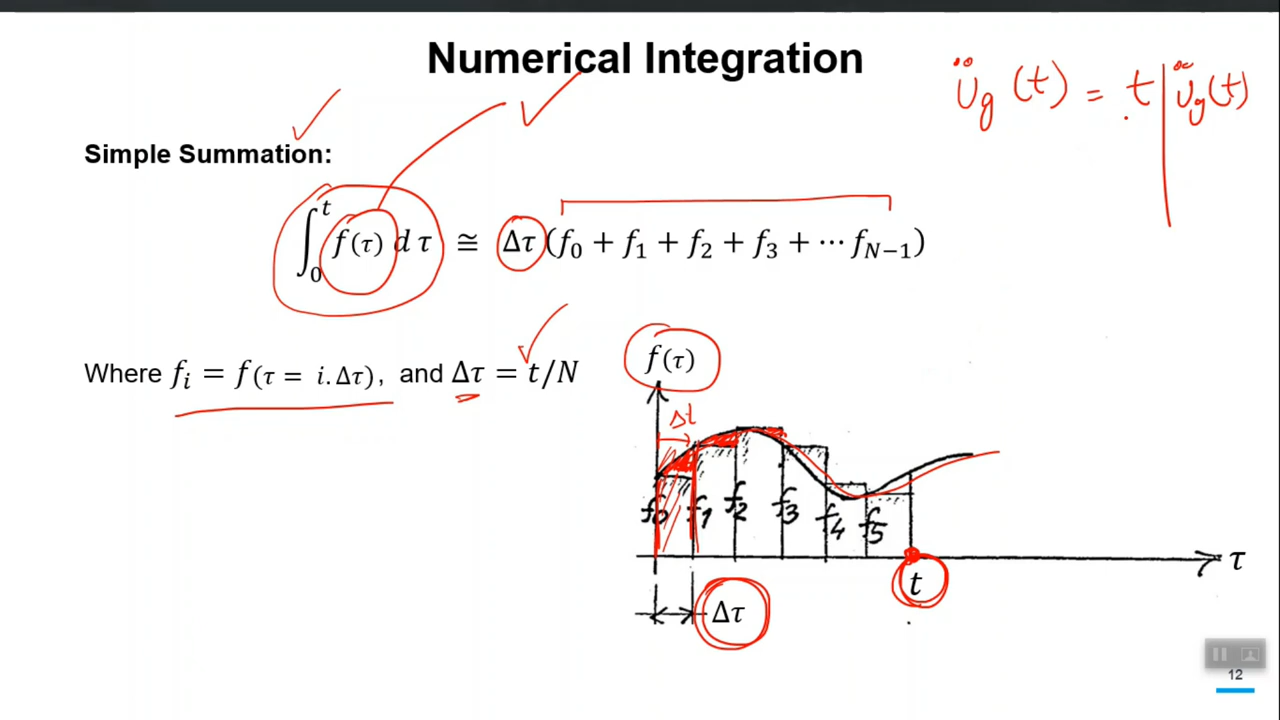 Numerical Integration
Üg (t) = t | Üg(t)
Simple Summation:
∫₀ᵗ f(τ) d τ ≅ Δτ(f₀ + f₁ + f₂ + f₃ + ⋯ f_{N−1})
Where fᵢ = f(τ = i.Δτ), and Δτ = t/N
f(τ)
Δt
f₀ f₁ f₂ f₃ f₄ f₅
τ
t
Δτ
12